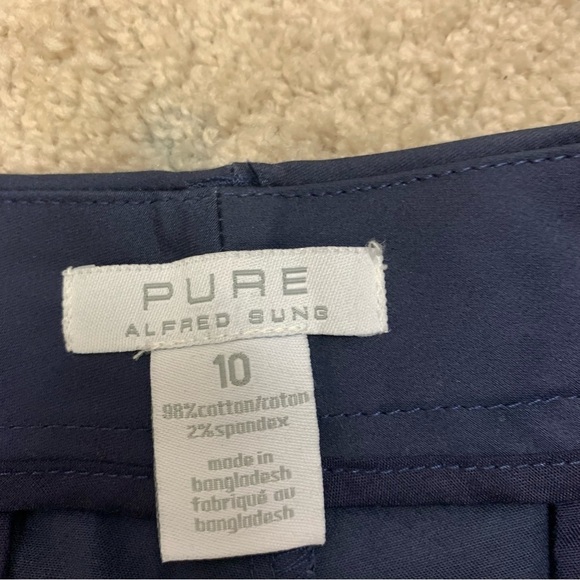 PURE
ALFRED SUNG
10
98%cotton/coton
2%spandex
made in
bangladesh
fabriqué au
bangladesh